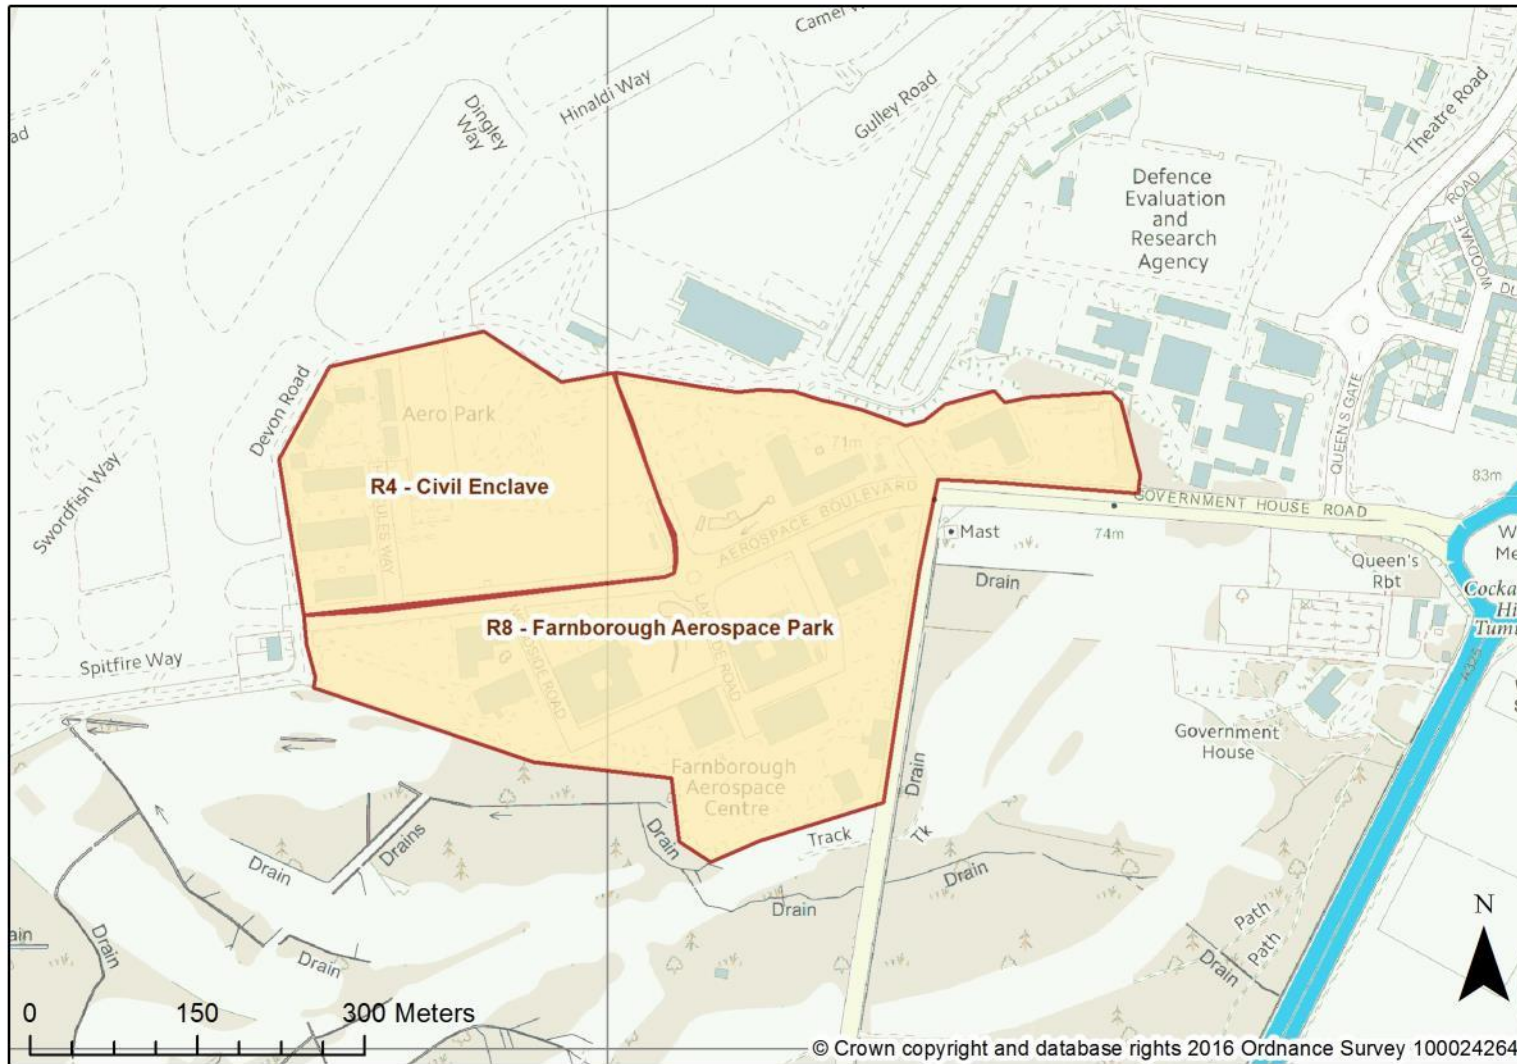 Camel
Hinaldi Way
Dingley
Way
Gulley Road
Theatre Road
Defence
Evaluation
and
Research
Agency
WOODVALE ROAD
QUEEN'S GATE
Devon Road
Swordfish Way
Aero Park
R4 - Civil Enclave
71m
AEROSPACE BOULEVARD
GOVERNMENT HOUSE ROAD
83m
Mast
74m
Queen's
Rbt
Drain
R8 - Farnborough Aerospace Park
Spitfire Way
Government
House
Farnborough
Aerospace
Centre
Drain
Track
Tk
Drain
Drains
Drain
Drain
Drain
Drain
Drain
Path
Path
Drain
N
0 150 300 Meters
© Crown copyright and database rights 2016 Ordnance Survey 100024264